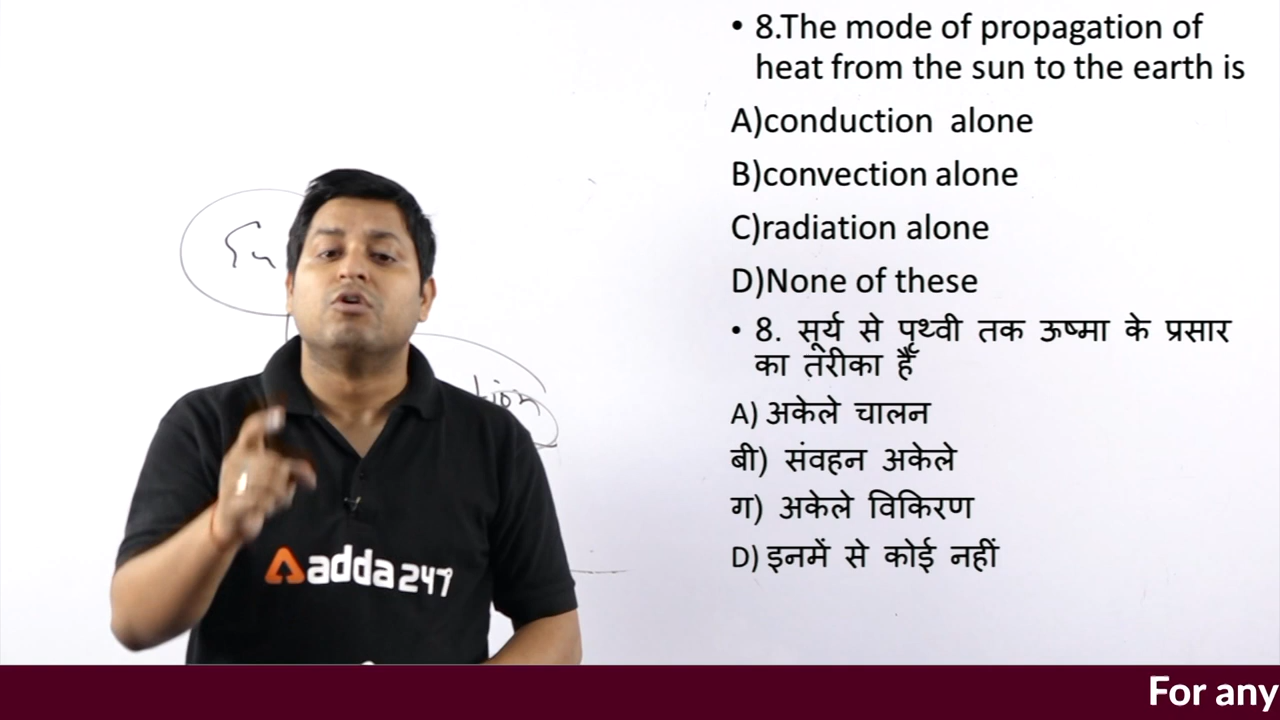 • 8.The mode of propagation of
heat from the sun to the earth is
A)conduction alone
B)convection alone
C)radiation alone
D)None of these
• 8. सूर्य से पृथ्वी तक ऊष्मा के प्रसार
का तरीका है
A) अकेले चालन
बी) संवहन अकेले
ग) अकेले विकिरण
D) इनमें से कोई नहीं
tion
adda247
For any